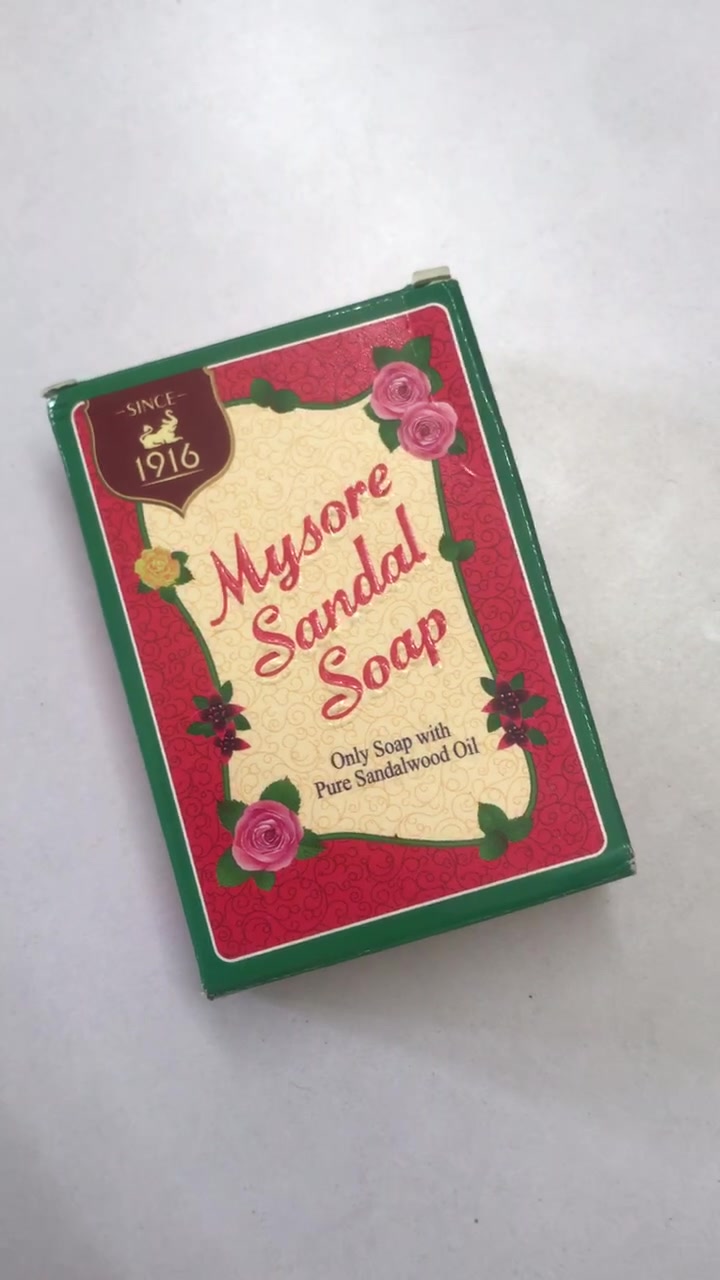 -SINCE-
1916
Mysore
Sandal
Soap
Only Soap with
Pure Sandalwood Oil